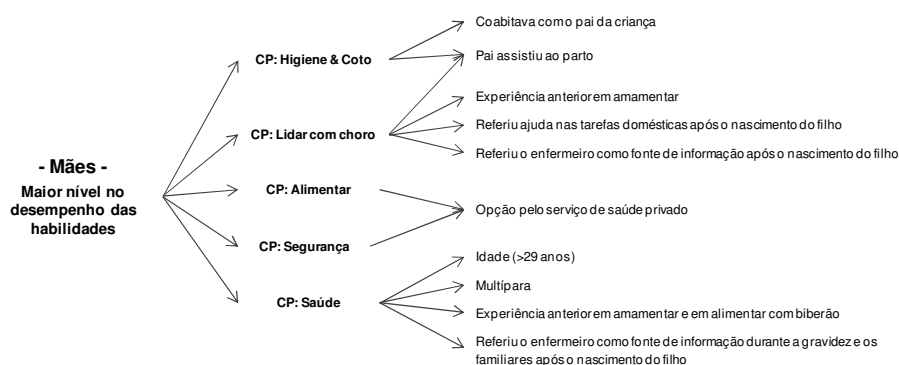 - Mães -
Maior nível no
desempenho das
habilidades
CP: Higiene & Coto
CP: Lidar com choro
CP: Alimentar
CP: Segurança
CP: Saúde
Coabitava com o pai da criança
Pai assistiu ao parto
Experiência anterior em amamentar
Referiu ajuda nas tarefas domésticas após o nascimento do filho
Referiu o enfermeiro como fonte de informação após o nascimento do filho
Opção pelo serviço de saúde privado
Idade (>29 anos)
Multípara
Experiência anterior em amamentar e em alimentar com biberão
Referiu o enfermeiro como fonte de informação durante a gravidez e os
familiares após o nascimento do filho